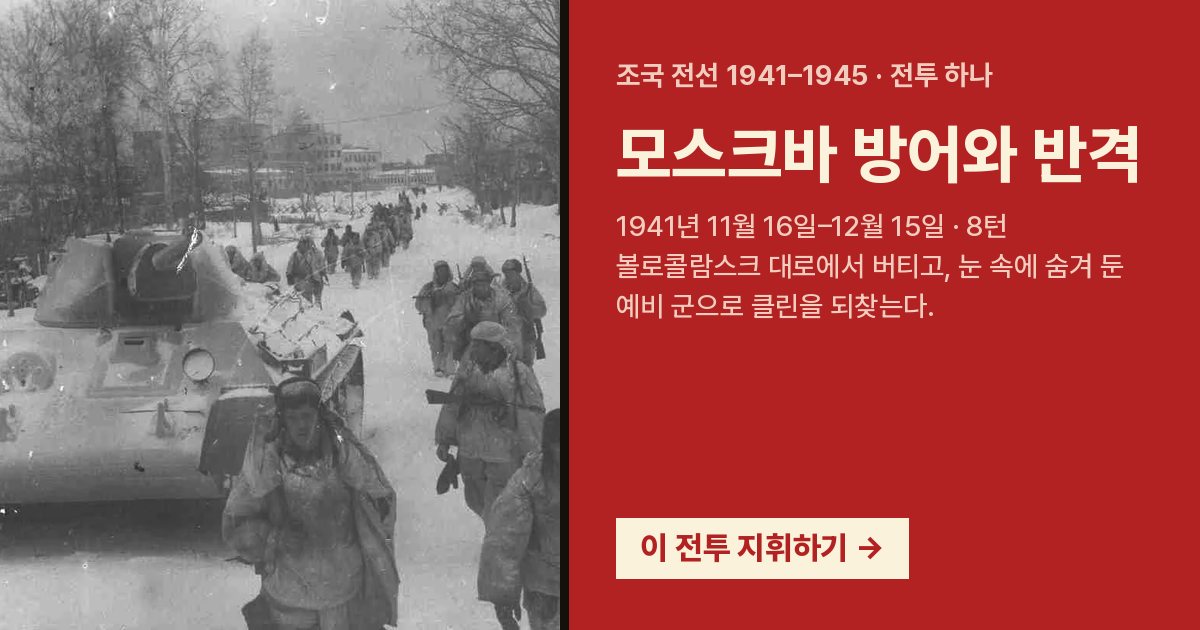 조국 전선 1941–1945 · 전투 하나
모스크바 방어와 반격
1941년 11월 16일–12월 15일 · 8턴
볼로콜람스크 대로에서 버티고, 눈 속에 숨겨 둔
예비 군으로 클린을 되찾는다.
이 전투 지휘하기 →